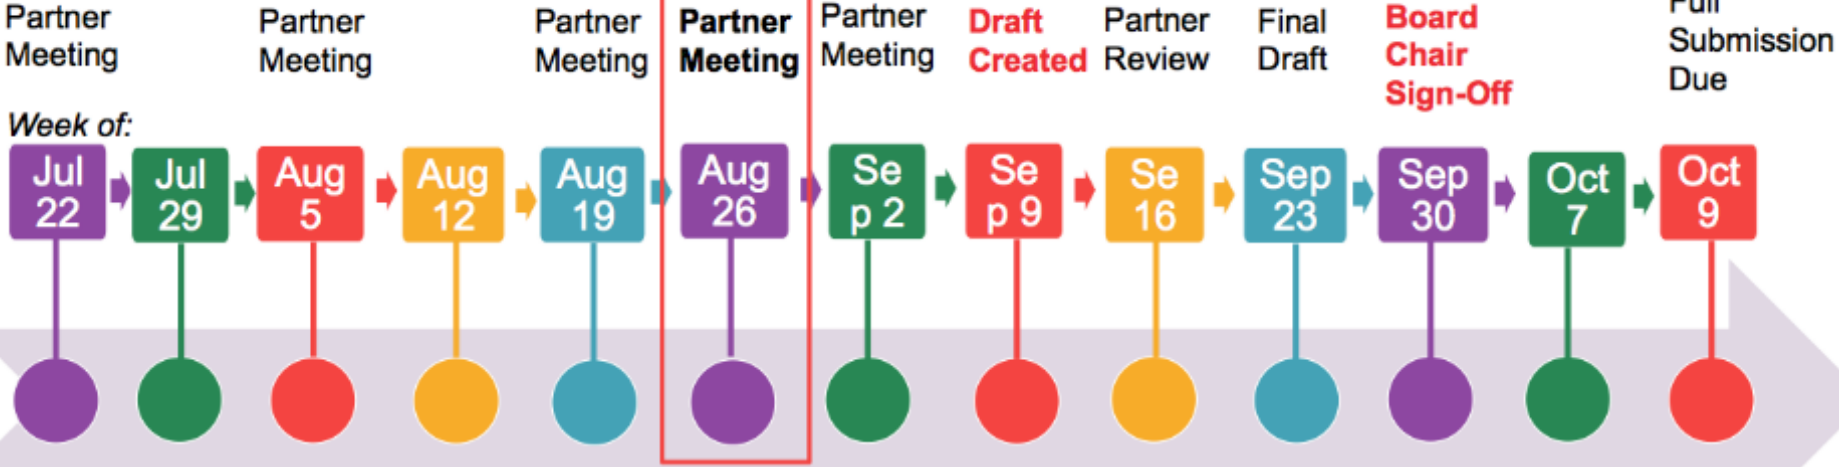 Partner
Meeting
Partner
Meeting
Partner
Meeting
Partner
Meeting
Partner
Meeting
Draft
Created
Partner
Review
Final
Draft
Board
Chair
Sign-Off
Full
Submission
Due
Week of:
Jul
22
Jul
29
Aug
5
Aug
12
Aug
19
Aug
26
Se
p 2
Se
p 9
Se
16
Sep
23
Sep
30
Oct
7
Oct
9